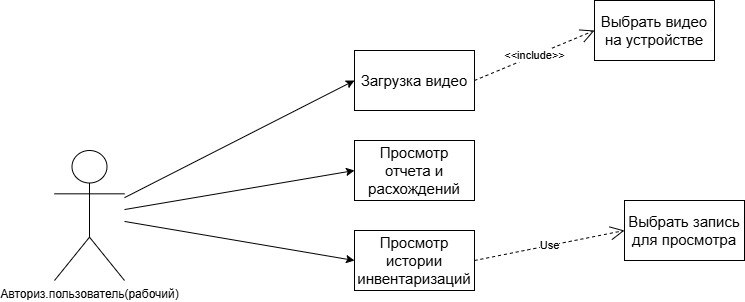 Выбрать видео
на устройстве
<<include>>
Загрузка видео
Просмотр
отчета и
расхождений
Выбрать запись
для просмотра
Use
Просмотр
истории
инвентаризаций
Авториз.пользователь(рабочий)